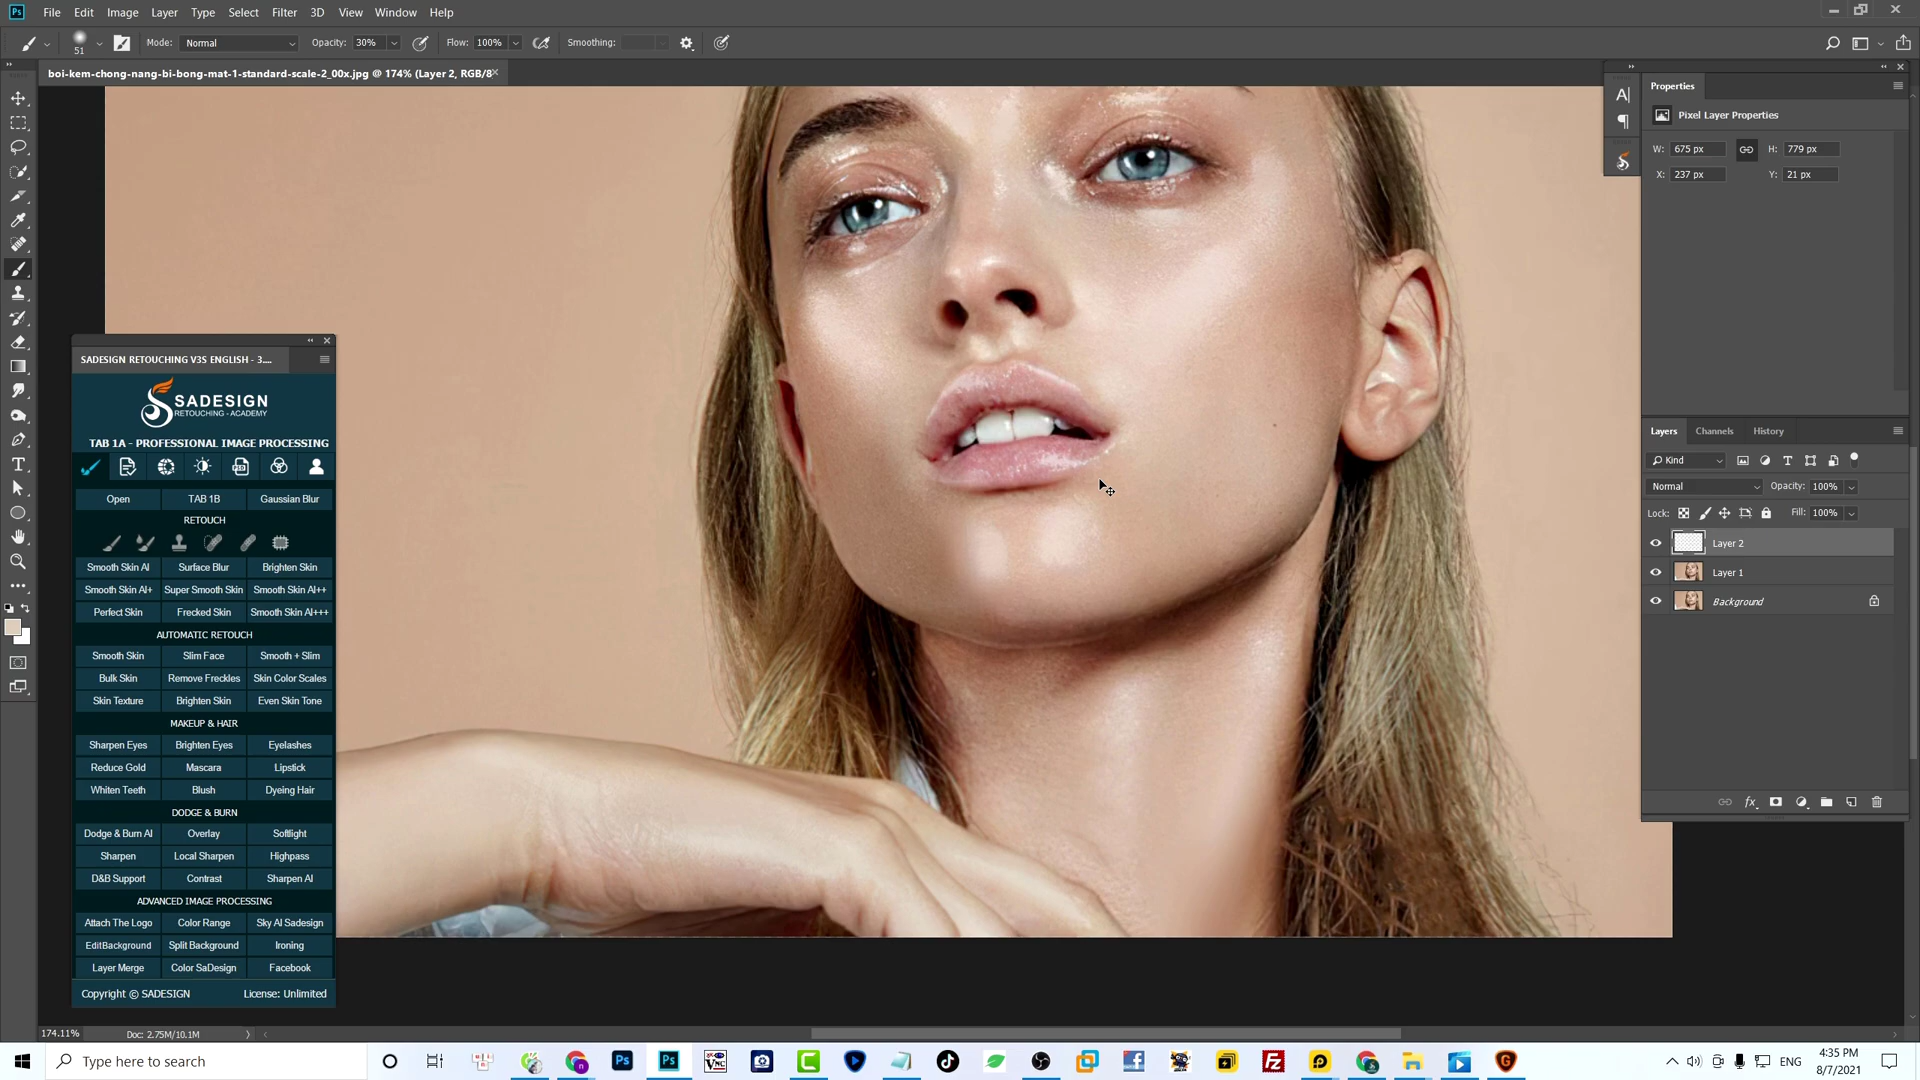 File Edit Image Layer Type Select Filter 3D View Window Help
51 Mode: Normal Opacity: 30% Flow: 100% Smoothing:
boi-kem-chong-nang-bi-bong-mat-1-standard-scale-2_00x.jpg @ 174% (Layer 2, RGB/8
Properties
Pixel Layer Properties
W: 675 px H: 779 px
X: 237 px Y: 21 px
SADESIGN RETOUCHING V3S ENGLISH - 3....
SADESIGN
RETOUCHING - ACADEMY
TAB 1A - PROFESSIONAL IMAGE PROCESSING
Open TAB 1B Gaussian Blur
RETOUCH
Smooth Skin AI Surface Blur Brighten Skin
Smooth Skin AI+ Super Smooth Skin Smooth Skin AI++
Perfect Skin Frecked Skin Smooth Skin AI+++
AUTOMATIC RETOUCH
Smooth Skin Slim Face Smooth + Slim
Bulk Skin Remove Freckles Skin Color Scales
Skin Texture Brighten Skin Even Skin Tone
MAKEUP & HAIR
Sharpen Eyes Brighten Eyes Eyelashes
Reduce Gold Mascara Lipstick
Whiten Teeth Blush Dyeing Hair
DODGE & BURN
Dodge & Burn AI Overlay Softlight
Sharpen Local Sharpen Highpass
D&B Support Contrast Sharpen AI
ADVANCED IMAGE PROCESSING
Attach The Logo Color Range Sky AI Sadesign
EditBackground Split Background Ironing
Layer Merge Color SaDesign Facebook
Copyright © SADESIGN License: Unlimited
Layers Channels History
Kind
Normal Opacity: 100%
Lock: Fill: 100%
Layer 2
Layer 1
Background
174.11% Doc: 2.75M/10.1M
Type here to search
ENG
4:35 PM
8/7/2021